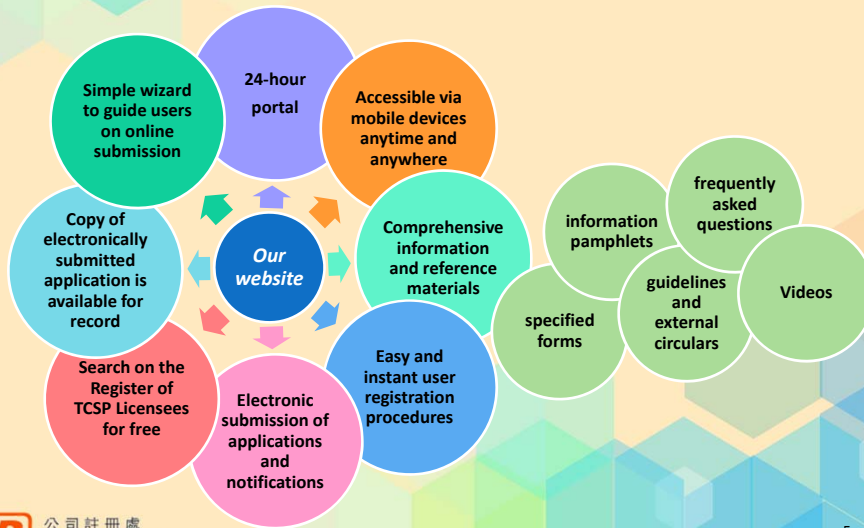 24-hour
portal
Accessible via
mobile devices
anytime and
anywhere
Comprehensive
information
and reference
materials
Easy and
instant user
registration
procedures
Electronic
submission of
applications
and
notifications
Search on the
Register of
TCSP Licensees
for free
Copy of
electronically
submitted
application is
available for
record
Simple wizard
to guide users
on online
submission
Our
website
specified
forms
information
pamphlets
guidelines
and
external
circulars
frequently
asked
questions
Videos
公司註冊處